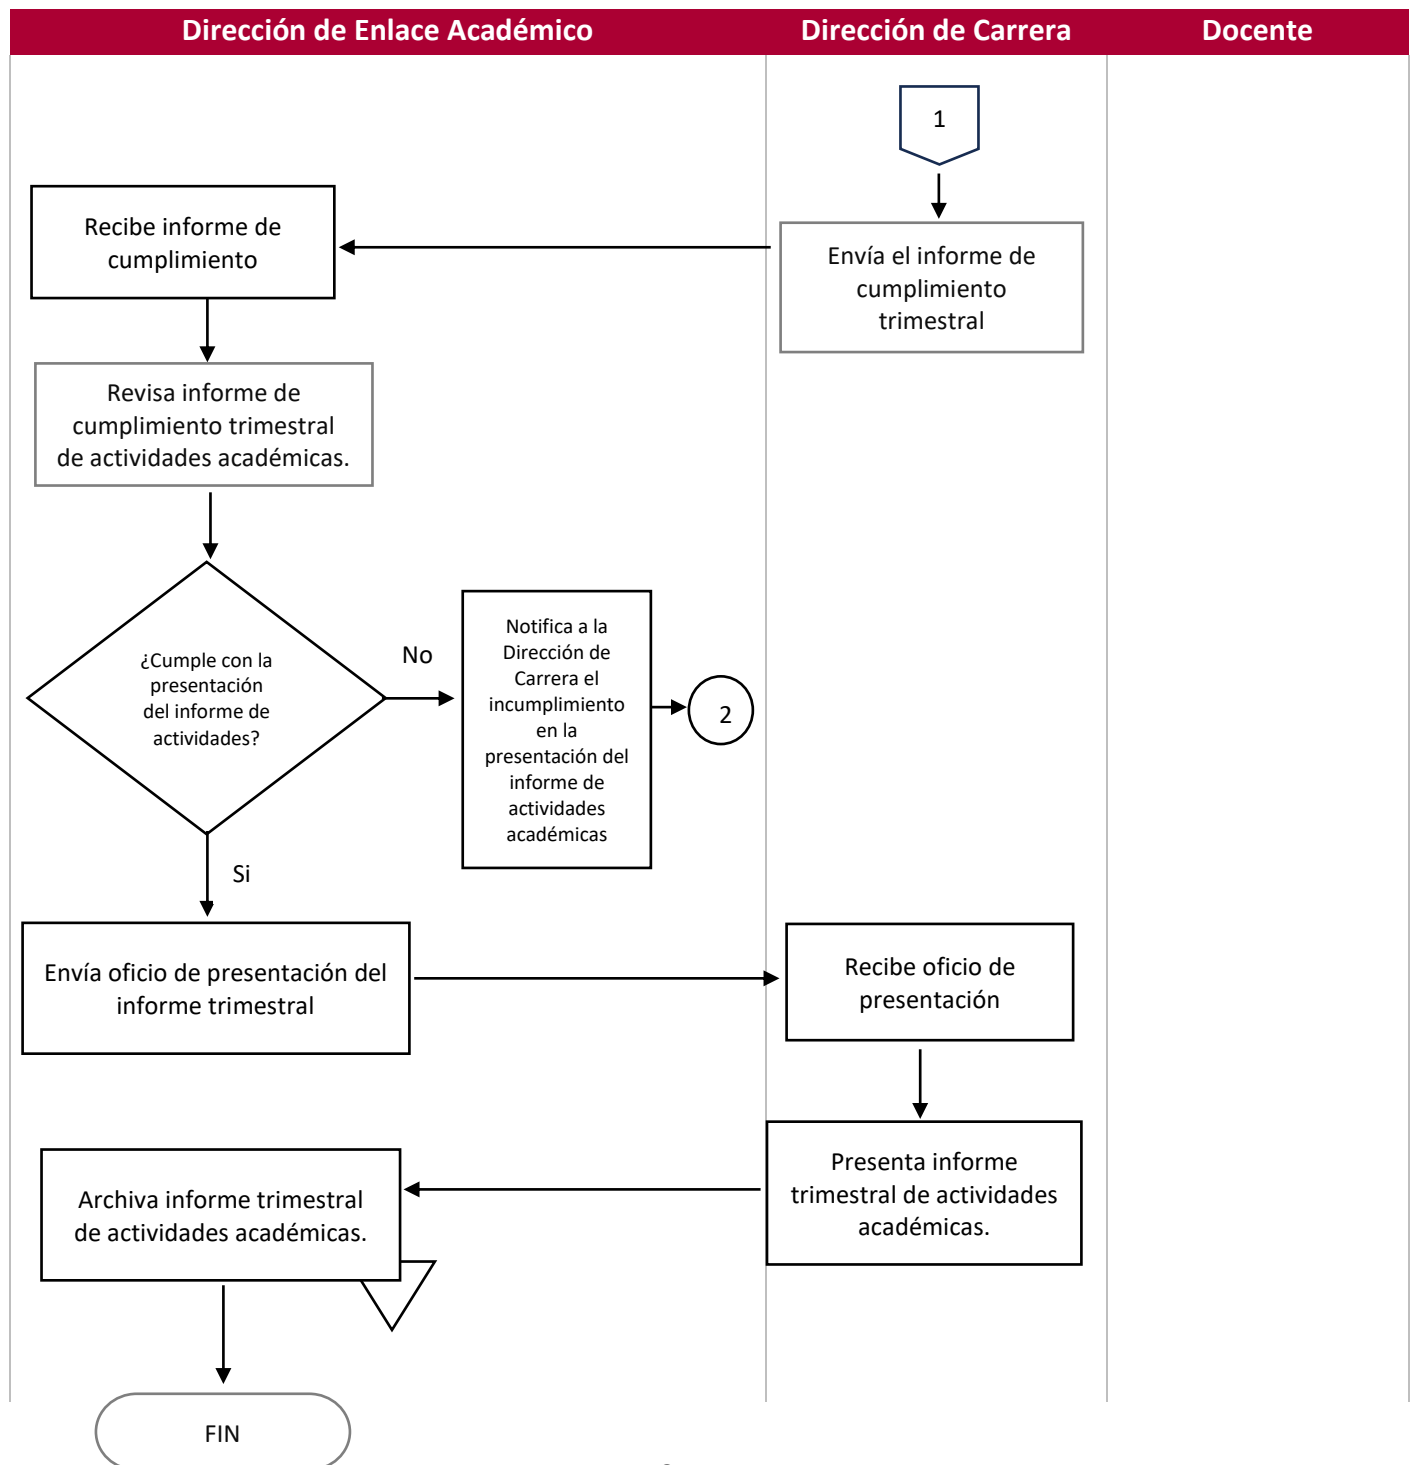 Dirección de Enlace Académico
Dirección de Carrera
Docente
1
Recibe informe de
cumplimiento
Envía el informe de
cumplimiento
trimestral
Revisa informe de
cumplimiento trimestral
de actividades académicas.
¿Cumple con la
presentación
del informe de
actividades?
No
Notifica a la
Dirección de
Carrera el
incumplimiento
en la
presentación del
informe de
actividades
académicas
2
Si
Envía oficio de presentación del
informe trimestral
Recibe oficio de
presentación
Presenta informe
trimestral de actividades
académicas.
Archiva informe trimestral
de actividades académicas.
FIN